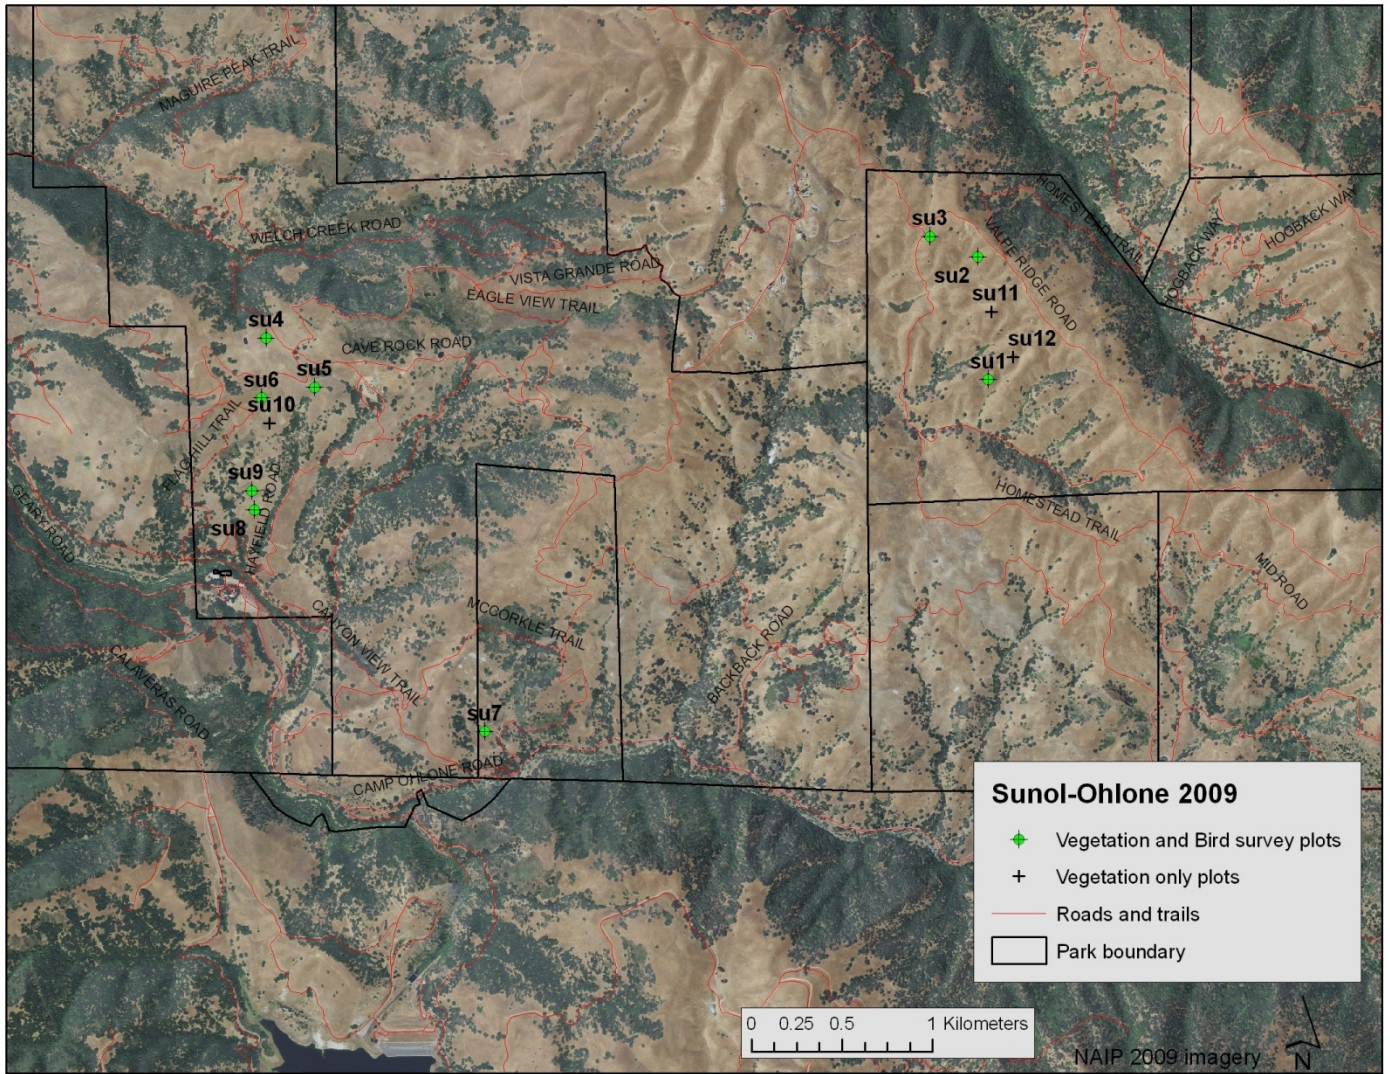 MAGUIRE PEAK TRAIL
WELCH CREEK ROAD
VISTA GRANDE ROAD
EAGLE VIEW TRAIL
CAVE ROCK ROAD
HOMESTEAD TRAIL
HOGBACK WAY
HOGBACK WAY
VALPE RIDGE ROAD
su3
su2
su11
su12
su1
su4
su5
su6
su10
su9
su8
FLAG HILL TRAIL
HAYFIELD ROAD
GEARY ROAD
CALAVERAS ROAD
CANYON VIEW TRAIL
MCCORKLE TRAIL
su7
CAMP OHLONE ROAD
BACKBACK ROAD
HOMESTEAD TRAIL
MID ROAD
Sunol-Ohlone 2009
Vegetation and Bird survey plots
Vegetation only plots
Roads and trails
Park boundary
0 0.25 0.5 1 Kilometers
NAIP 2009 imagery
N